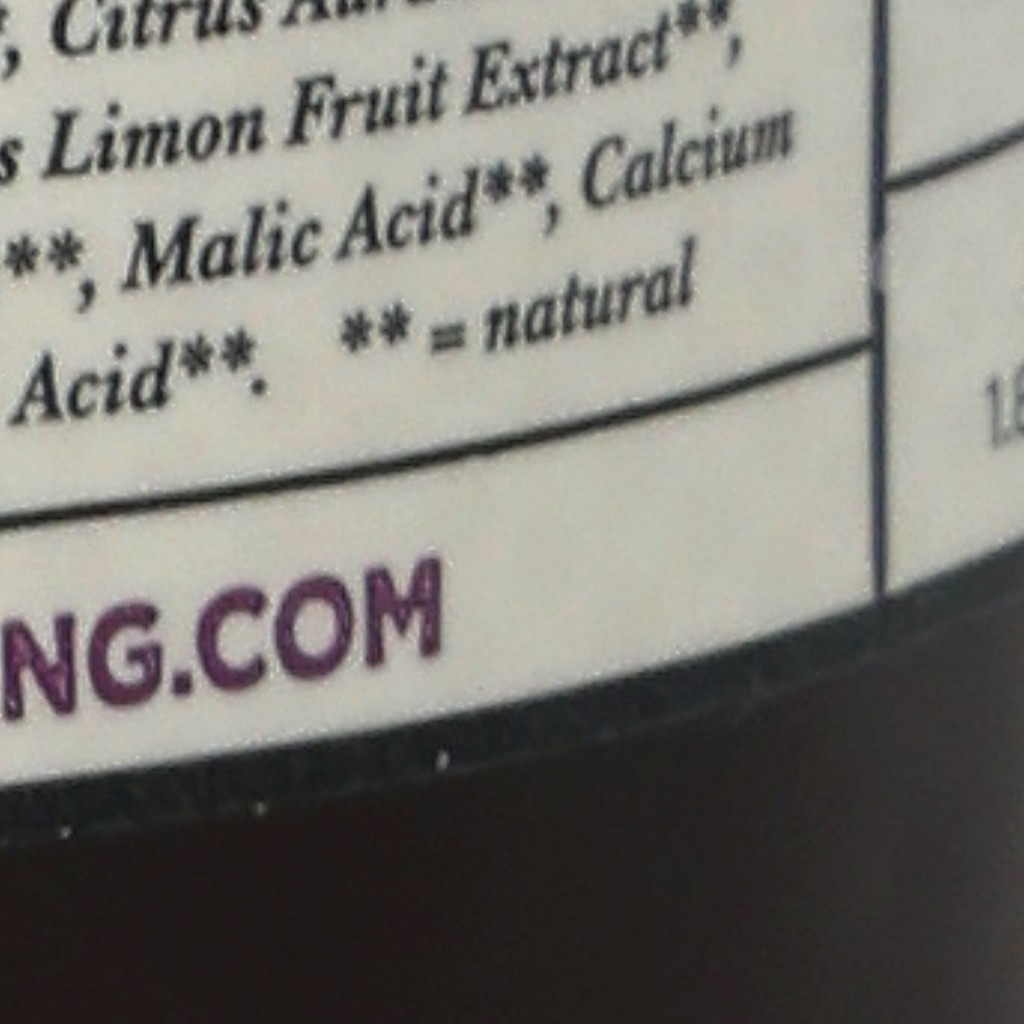 , Citrus
s Limon Fruit Extract**,
**, Malic Acid**, Calcium
Acid**. ** = natural
NG.COM